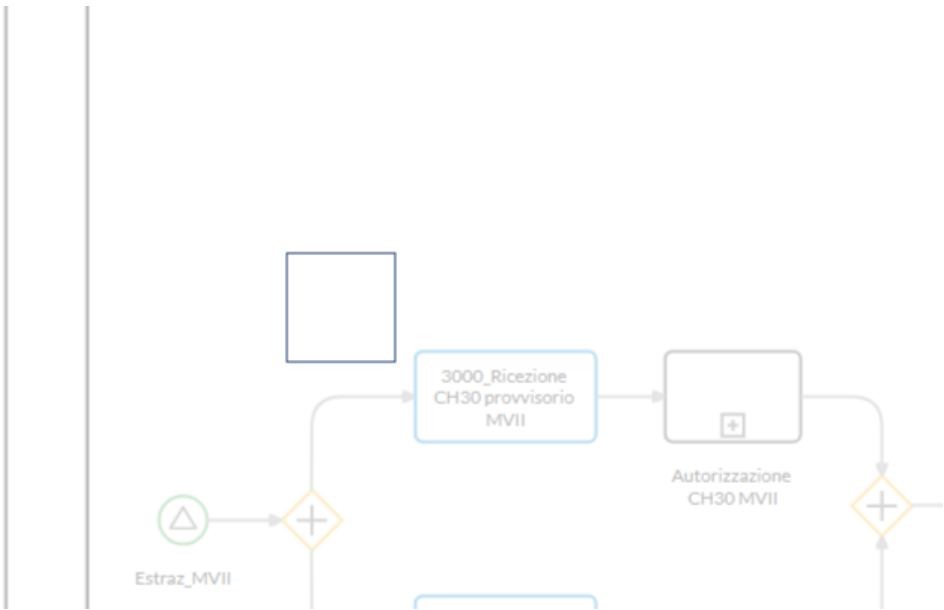 3000_Ricezione
CH30 provvisorio
MVII
Autorizzazione
CH30 MVII
Estraz_MVII